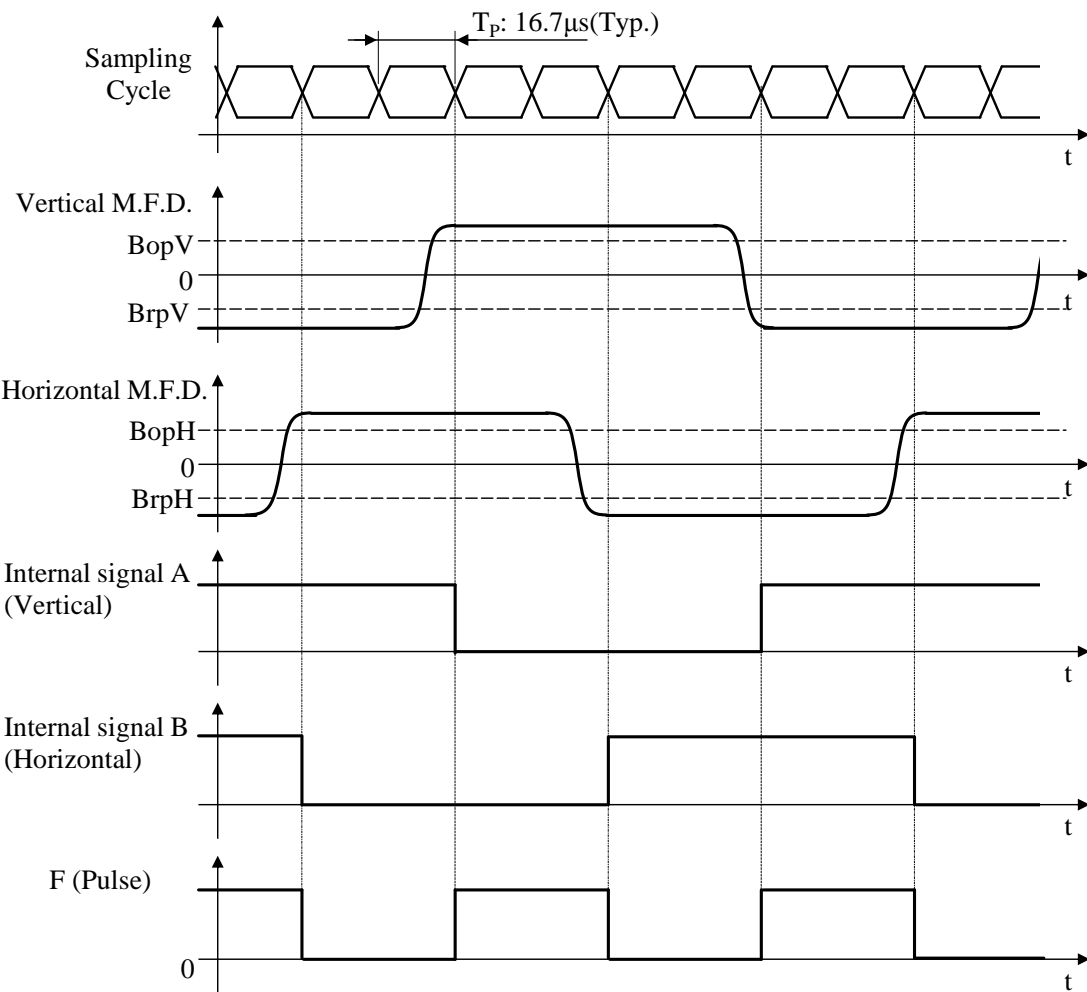 T_P: 16.7μs(Typ.)
Sampling
Cycle
t
Vertical M.F.D.
BopV
0
BrpV
t
Horizontal M.F.D.
BopH
0
BrpH
t
Internal signal A
(Vertical)
t
Internal signal B
(Horizontal)
t
F (Pulse)
0
t